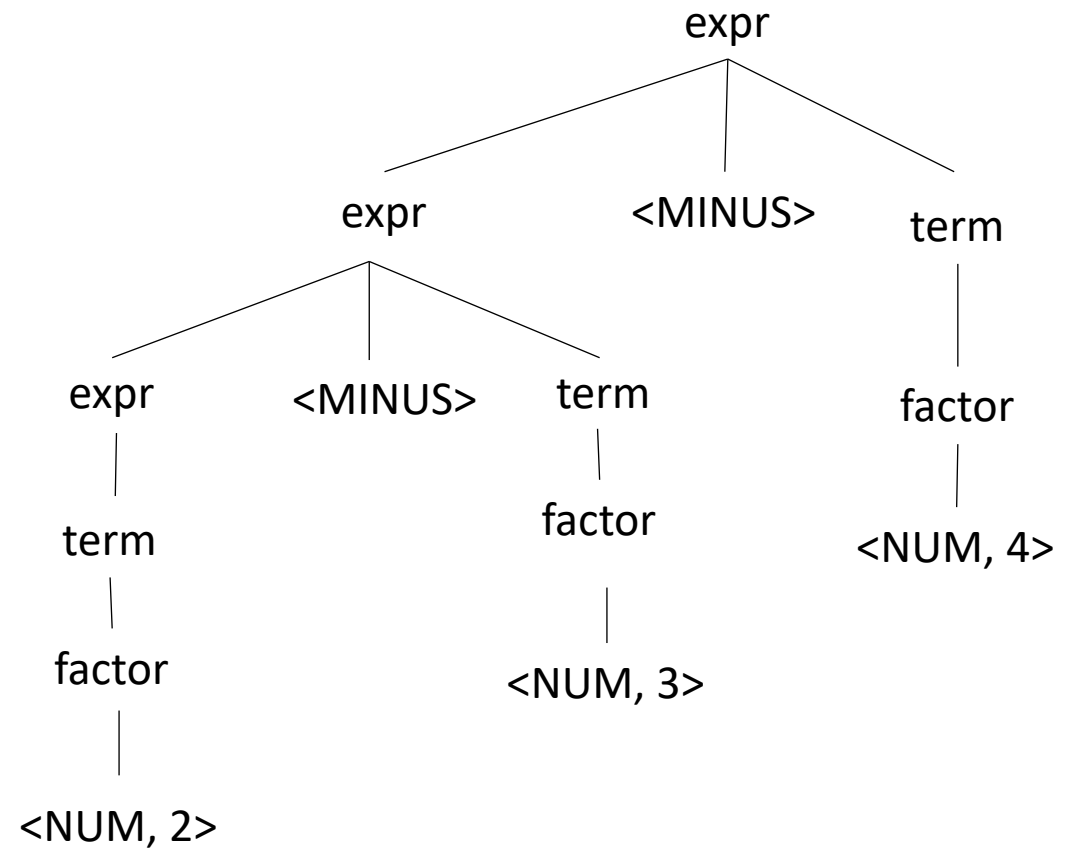 expr
expr <MINUS> term
expr <MINUS> term factor
term factor <NUM, 4>
factor <NUM, 3>
<NUM, 2>